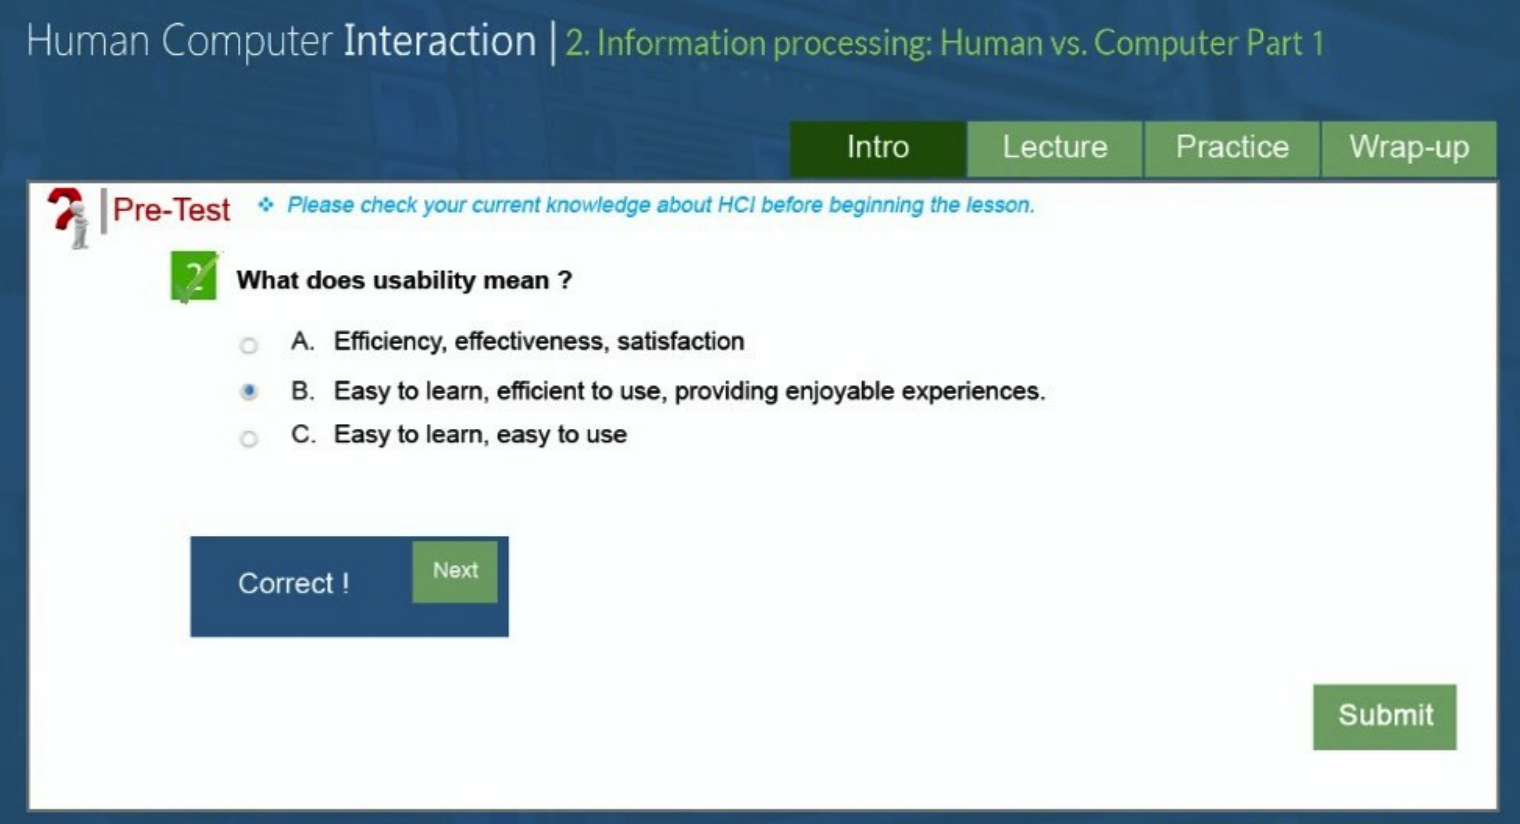 Human Computer Interaction | 2. Information processing: Human vs. Computer Part 1
Intro Lecture Practice Wrap-up
? Pre-Test ❖ Please check your current knowledge about HCI before beginning the lesson.
2 What does usability mean ?
A. Efficiency, effectiveness, satisfaction
B. Easy to learn, efficient to use, providing enjoyable experiences.
C. Easy to learn, easy to use
Correct ! Next
Submit